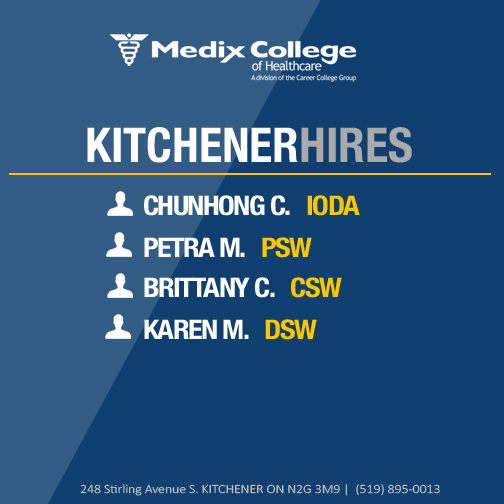 Medix College
of Healthcare
A division of the Career College Group
KITCHENERHIRES
CHUNHONG C. IODA
PETRA M. PSW
BRITTANY C. CSW
KAREN M. DSW
248 Stirling Avenue S. KITCHENER ON N2G 3M9 | (519) 895-0013